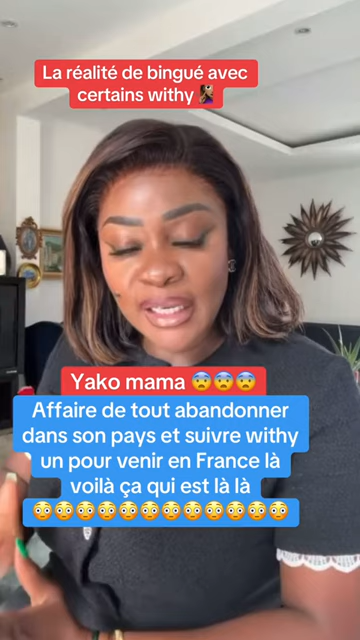 La réalité de bingué avec
certains withy 🤦🏿‍♀️
Yako mama 😨😨😨
Affaire de tout abandonner
dans son pays et suivre withy
un pour venir en France là
voilà ça qui est là là
😳😳😳😳😳😳😳😳😳😳😳😳